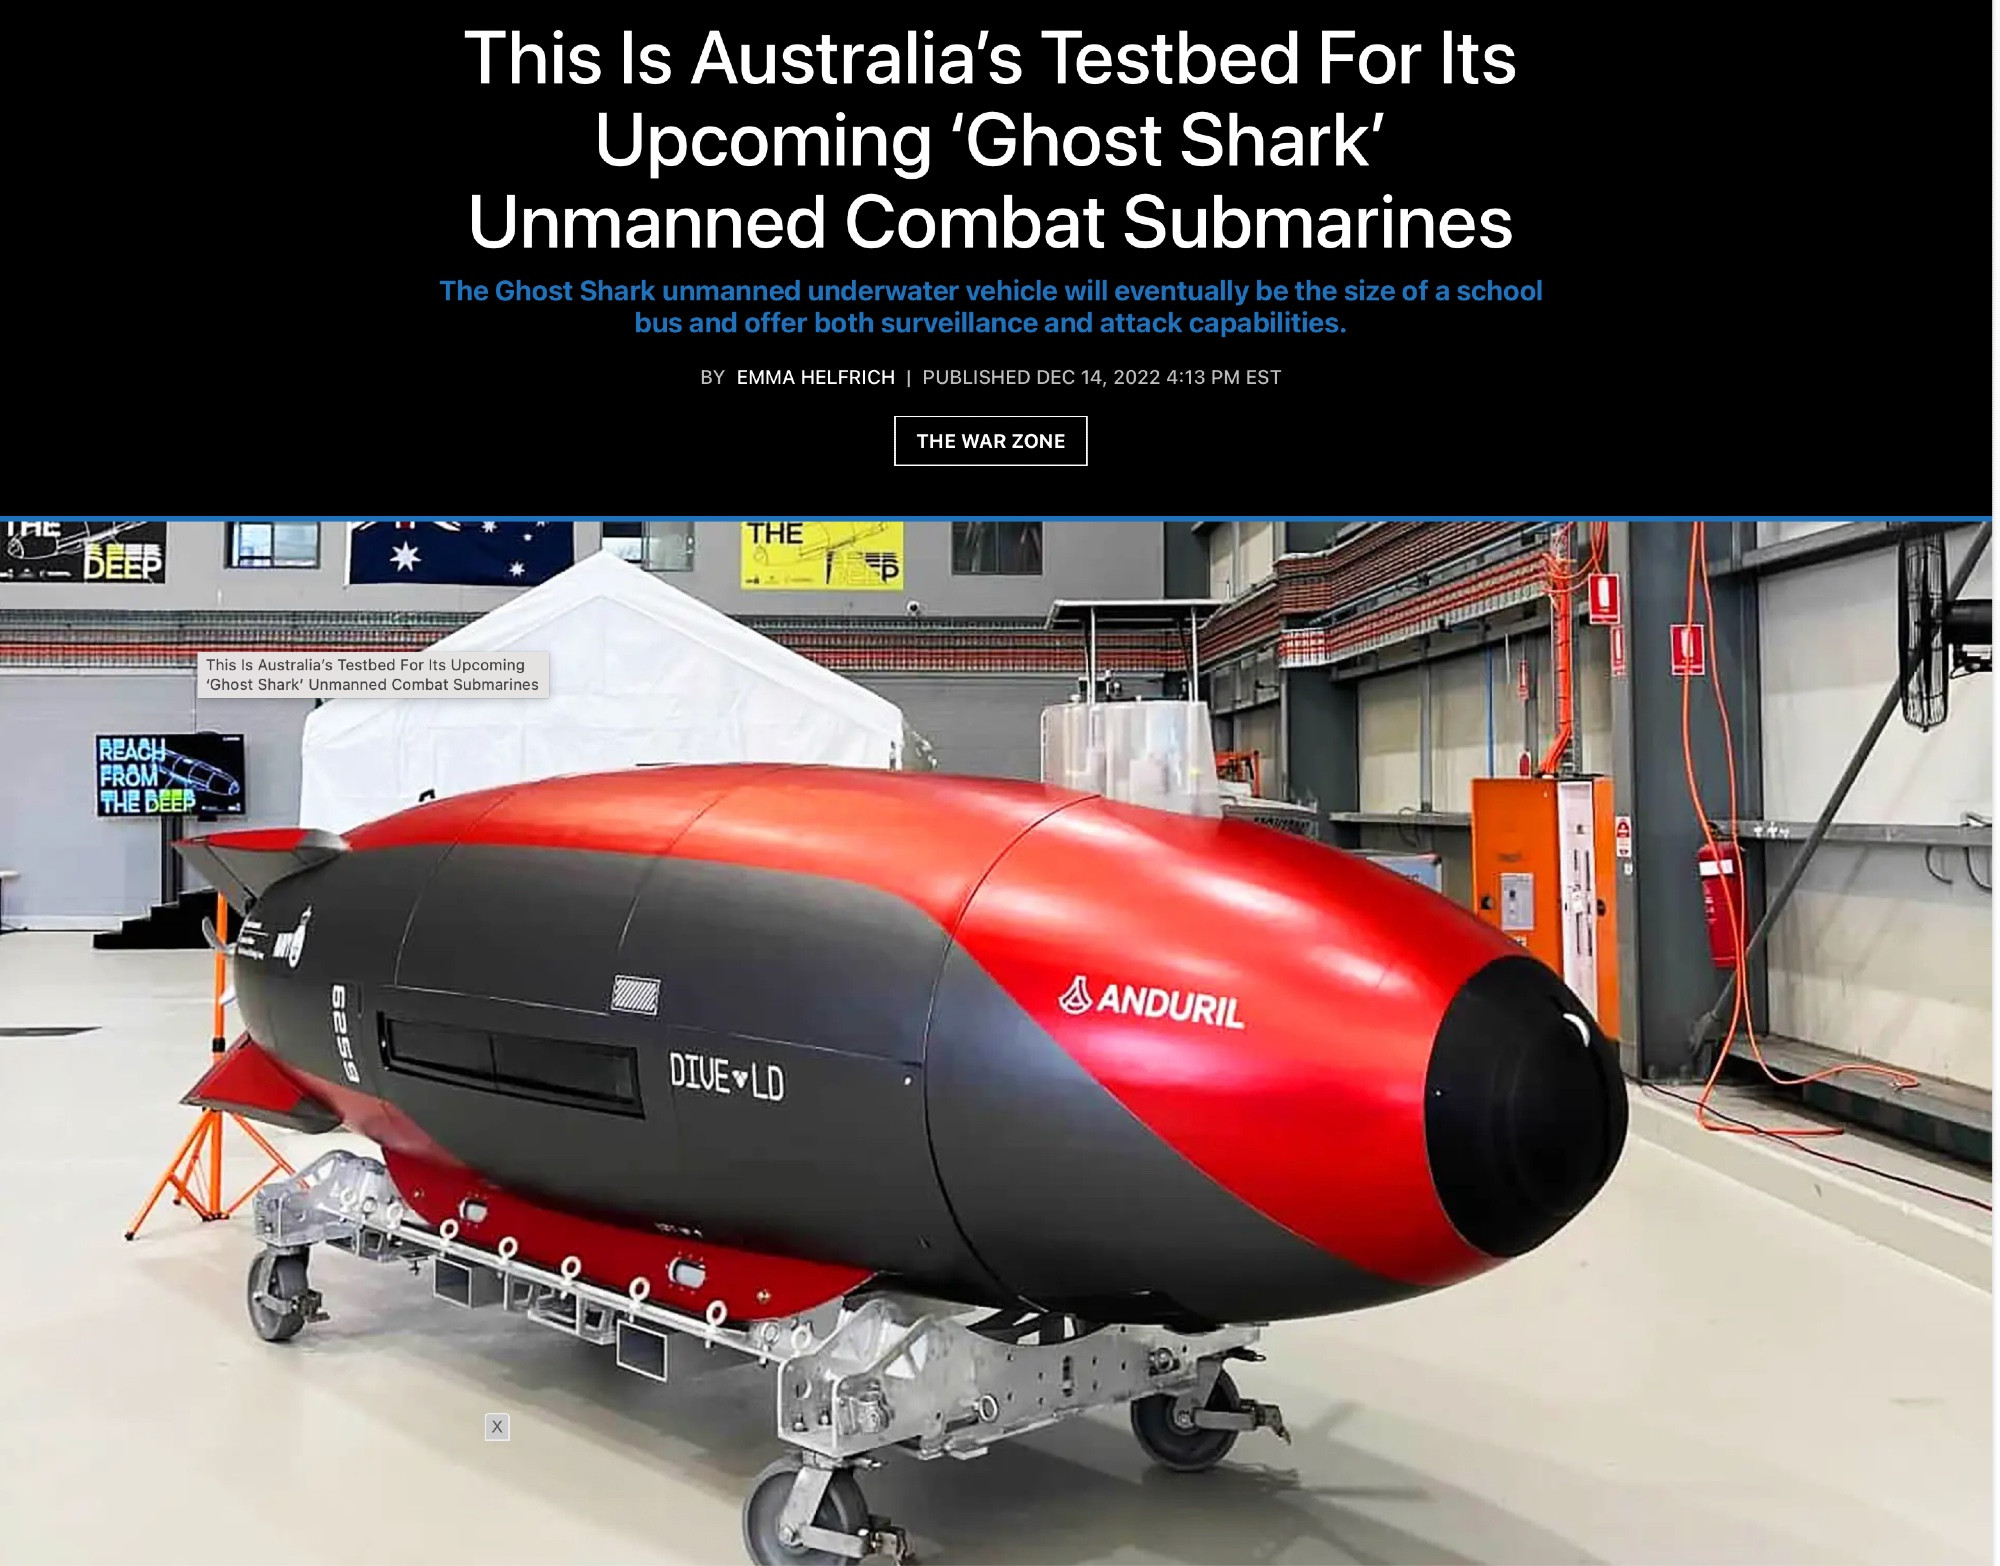 This Is Australia’s Testbed For Its
Upcoming ‘Ghost Shark’
Unmanned Combat Submarines
The Ghost Shark unmanned underwater vehicle will eventually be the size of a school
bus and offer both surveillance and attack capabilities.
BY EMMA HELFRICH | PUBLISHED DEC 14, 2022 4:13 PM EST
THE WAR ZONE
THE
DEEP
THE
This Is Australia’s Testbed For Its Upcoming
‘Ghost Shark’ Unmanned Combat Submarines
REACH
FROM
THE DEEP
ANDURIL
DIVE LD
6259
X